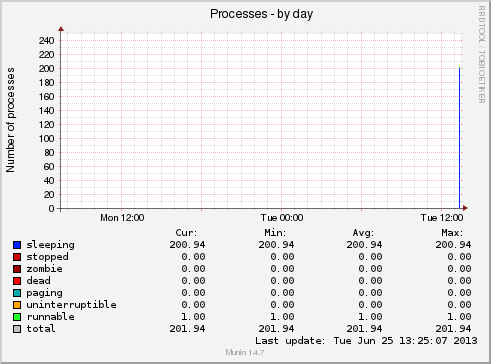 Processes - by day
RRDTOOL / TOBI OETIKER
Number of processes
240
220
200
180
160
140
120
100
80
60
40
20
0
Mon 12:00 Tue 00:00 Tue 12:00
Cur: Min: Avg: Max:
sleeping 200.94 200.94 200.94 200.94
stopped 0.00 0.00 0.00 0.00
zombie 0.00 0.00 0.00 0.00
dead 0.00 0.00 0.00 0.00
paging 0.00 0.00 0.00 0.00
uninterruptible 0.00 0.00 0.00 0.00
runnable 1.00 1.00 1.00 1.00
total 201.94 201.94 201.94 201.94
Last update: Tue Jun 25 13:25:07 2013
Munin 1.4.7